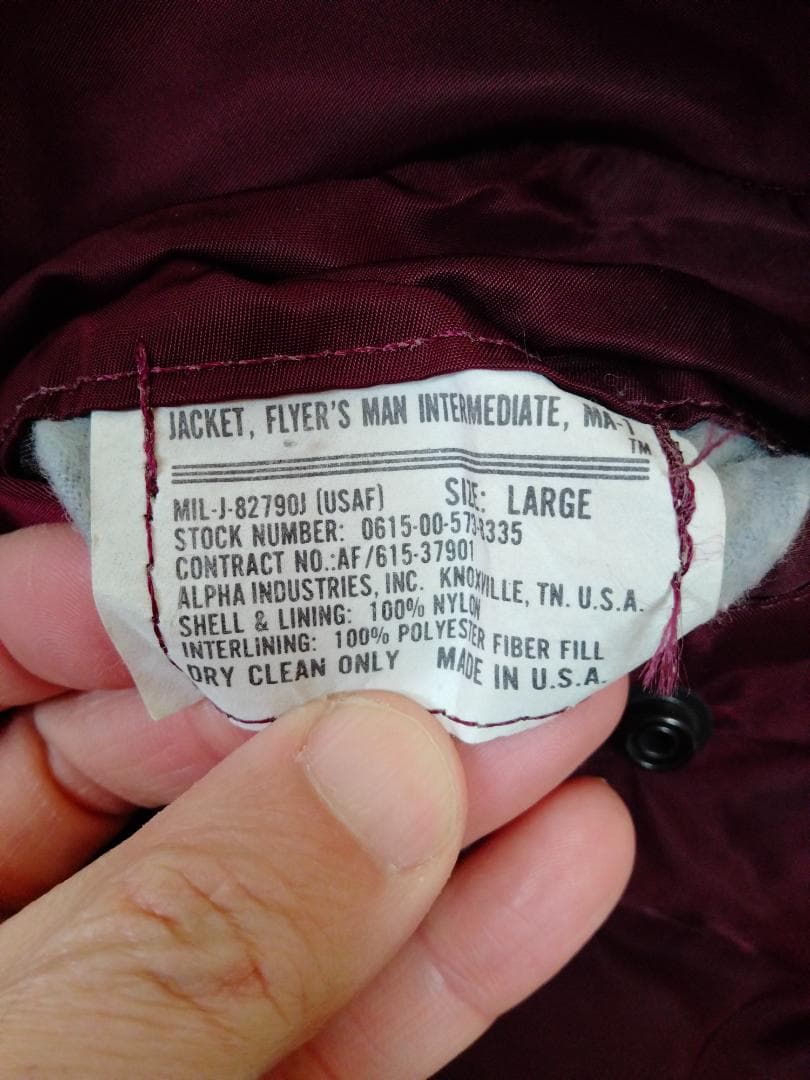 JACKET, FLYER'S MAN INTERMEDIATE, MA-1
TM
MIL-J-82790J (USAF) SIZE: LARGE
STOCK NUMBER: 0615-00-573-8335
CONTRACT NO.:AF/615-37901
ALPHA INDUSTRIES, INC. KNOXVILLE, TN. U.S.A.
SHELL & LINING: 100% NYLON
INTERLINING: 100% POLYESTER FIBER FILL
DRY CLEAN ONLY MADE IN U.S.A.